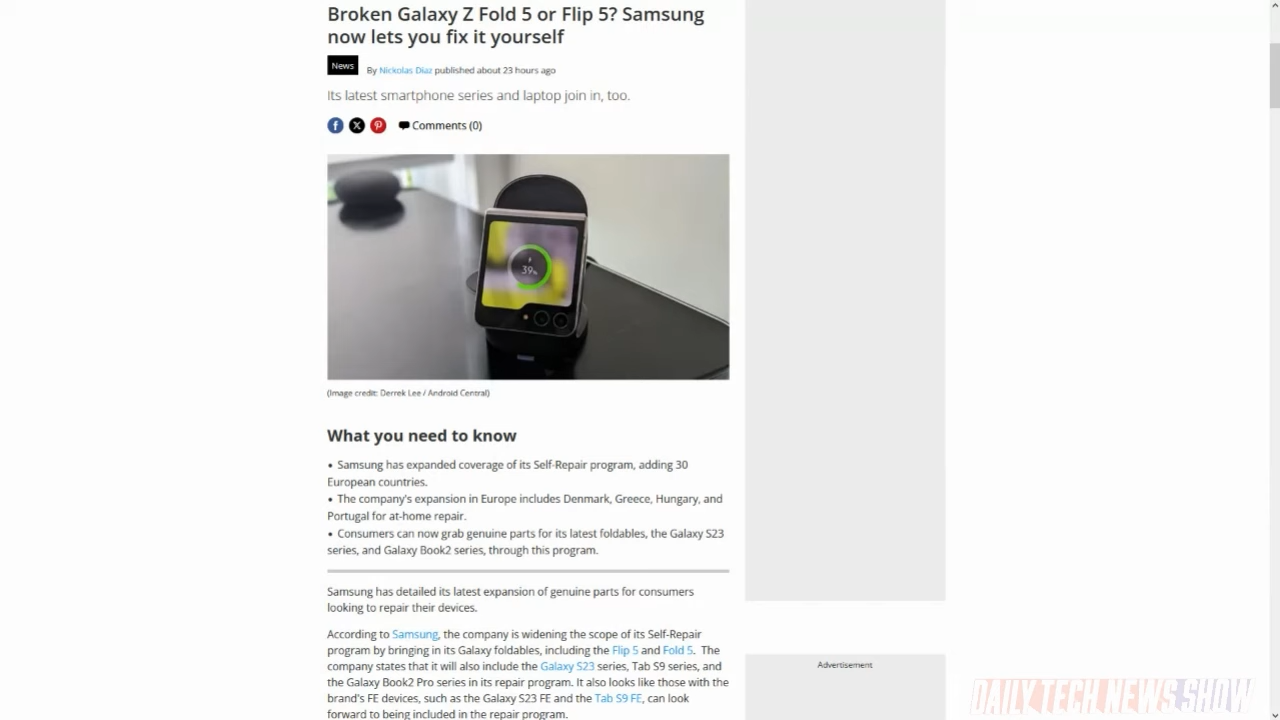 Broken Galaxy Z Fold 5 or Flip 5? Samsung
now lets you fix it yourself
News
By Nickolas Diaz published about 23 hours ago
Its latest smartphone series and laptop join in, too.
Comments (0)
39%
(Image credit: Derrek Lee / Android Central)
What you need to know
• Samsung has expanded coverage of its Self-Repair program, adding 30
European countries.
• The company's expansion in Europe includes Denmark, Greece, Hungary, and
Portugal for at-home repair.
• Consumers can now grab genuine parts for its latest foldables, the Galaxy S23
series, and Galaxy Book2 series, through this program.
Samsung has detailed its latest expansion of genuine parts for consumers
looking to repair their devices.
According to Samsung, the company is widening the scope of its Self-Repair
program by bringing in its Galaxy foldables, including the Flip 5 and Fold 5. The
company states that it will also include the Galaxy S23 series, Tab S9 series, and
the Galaxy Book2 Pro series in its repair program. It also looks like those with the
brand's FE devices, such as the Galaxy S23 FE and the Tab S9 FE, can look
forward to being included in the repair program.
Advertisement
DAILY TECH NEWS SHOW